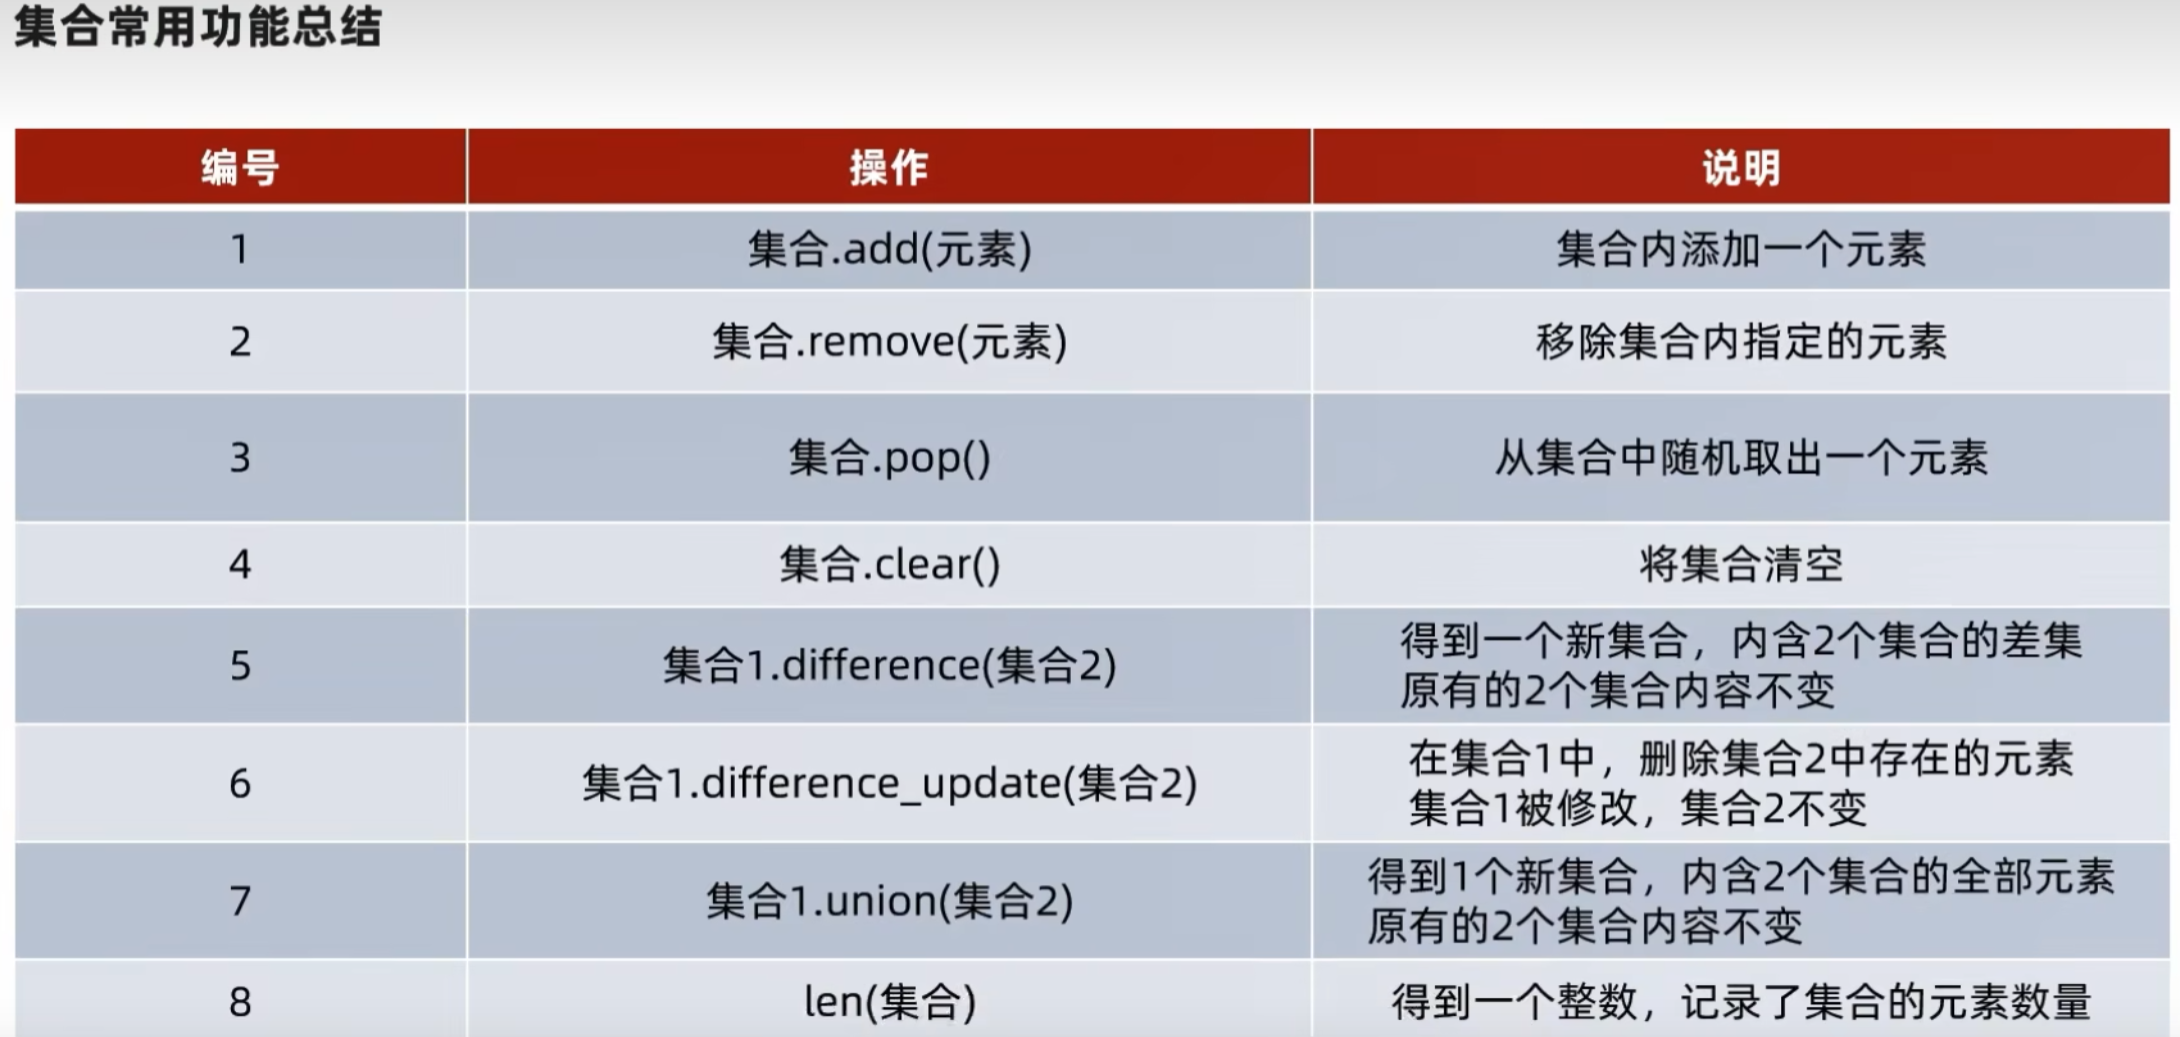 集合常用功能总结
编号 操作 说明
1 集合.add(元素) 集合内添加一个元素
2 集合.remove(元素) 移除集合内指定的元素
3 集合.pop() 从集合中随机取出一个元素
4 集合.clear() 将集合清空
5 集合1.difference(集合2) 得到一个新集合，内含2个集合的差集
原有的2个集合内容不变
6 集合1.difference_update(集合2) 在集合1中，删除集合2中存在的元素
集合1被修改，集合2不变
7 集合1.union(集合2) 得到1个新集合，内含2个集合的全部元素
原有的2个集合内容不变
8 len(集合) 得到一个整数，记录了集合的元素数量